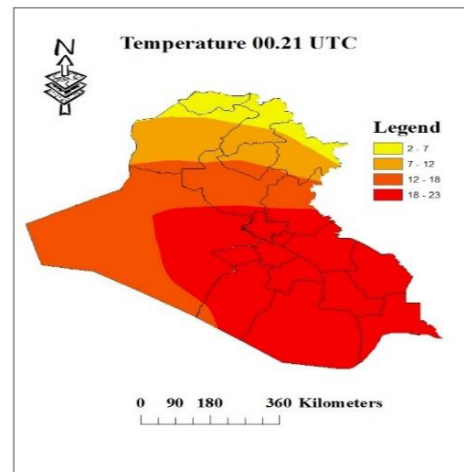 Temperature 00.21 UTC
N
Legend
2 - 7
7 - 12
12 - 18
18 - 23
0 90 180 360 Kilometers